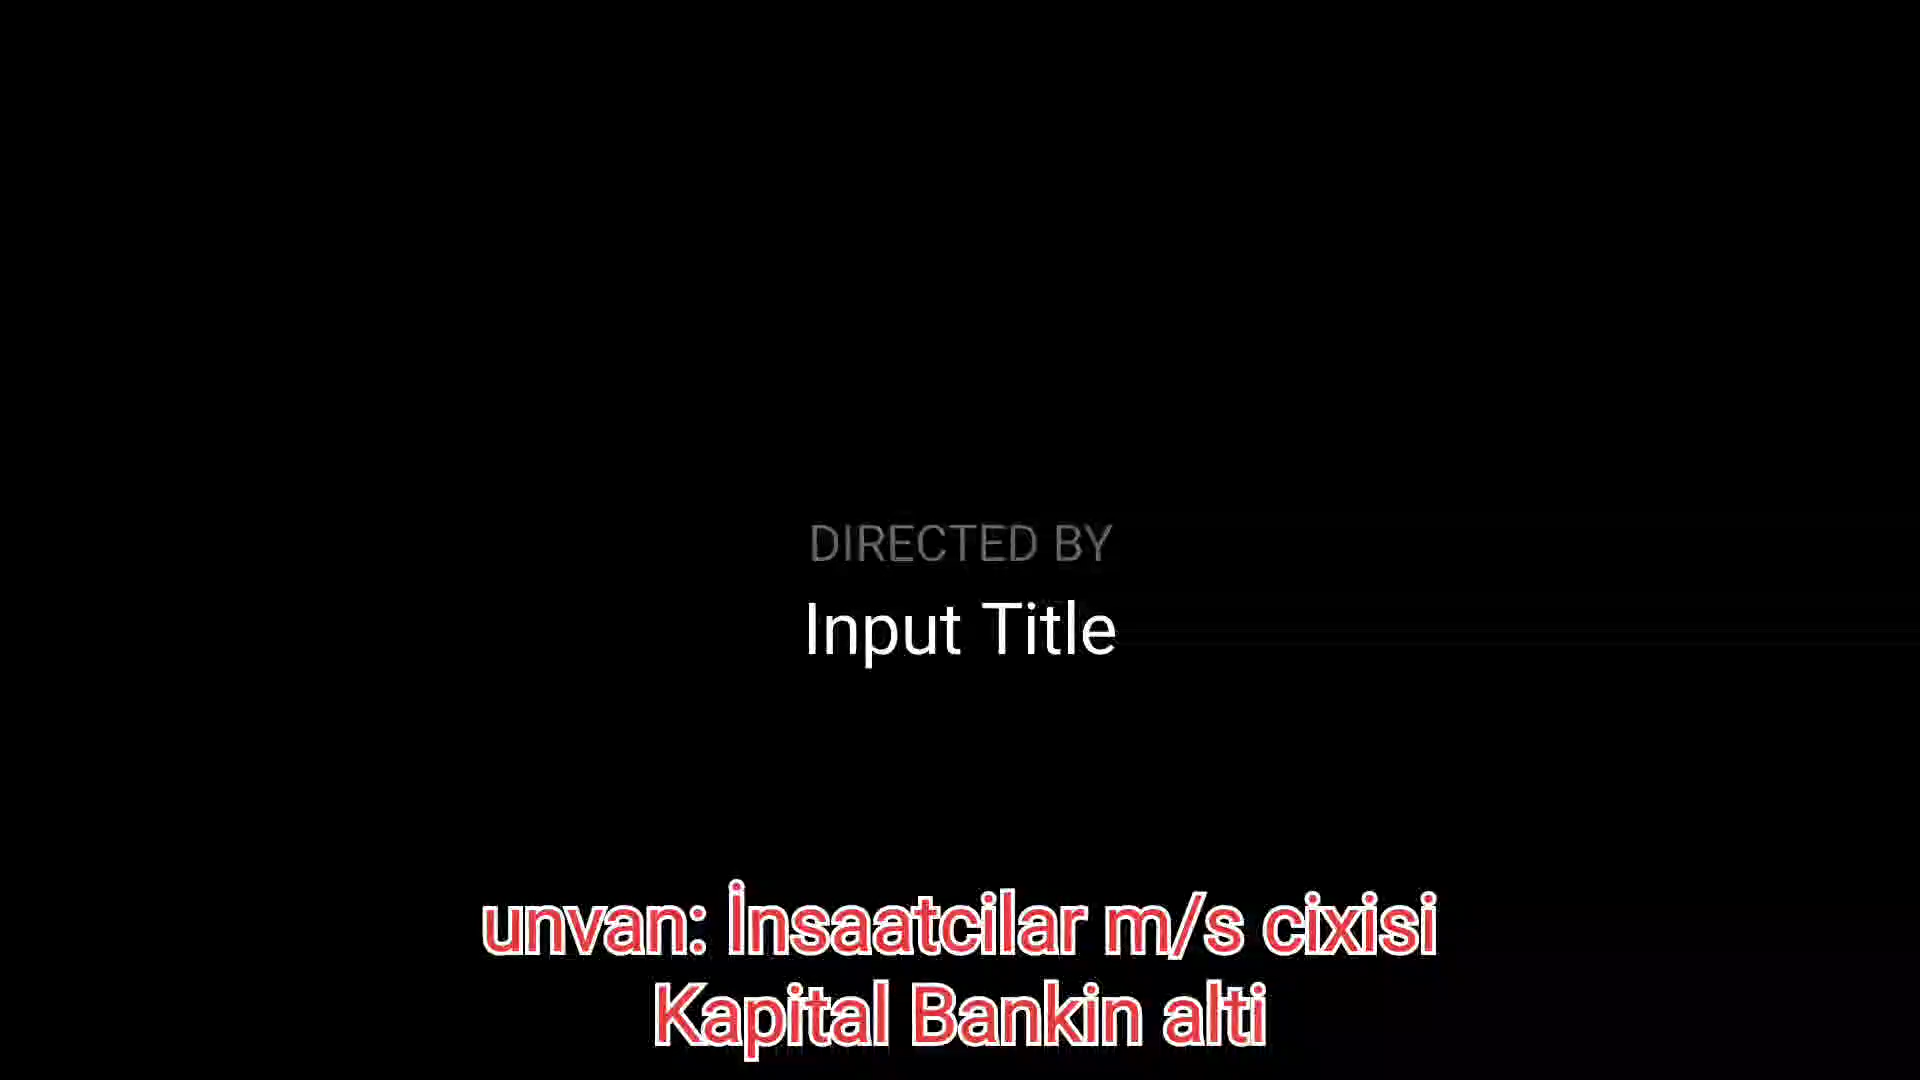 DIRECTED BY
Input Title
unvan: İnsaatcilar m/s cixisi
Kapital Bankin alti